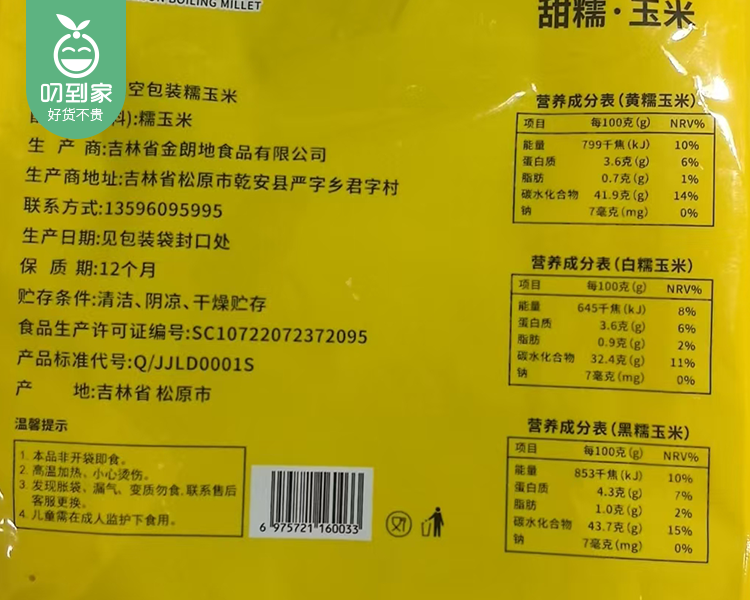 ON BOILING MILLET
甜糯·玉米
叨到家
好货不贵
空包装糯玉米
料):糯玉米
生 产 商:吉林省金朗地食品有限公司
生产商地址:吉林省松原市乾安县严字乡君字村
联系方式:13596095995
生产日期:见包装袋封口处
保 质 期:12个月
贮存条件:清洁、阴凉、干燥贮存
食品生产许可证编号:SC10722072372095
产品标准代号:Q/JJLD0001S
产 地:吉林省 松原市
温馨提示
1. 本品非开袋即食。
2. 高温加热、小心烫伤。
3. 发现胀袋、漏气、变质勿食,联系售后
客服更换。
4. 儿童需在成人监护下食用。
6 975721 160033
营养成分表(黄糯玉米)
项目 每100克(g) NRV%
能量 799千焦(kJ) 10%
蛋白质 3.6克(g) 6%
脂肪 0.7克(g) 1%
碳水化合物 41.9克(g) 14%
钠 7毫克(mg) 0%
营养成分表(白糯玉米)
项目 每100克(g) NRV%
能量 645千焦(kJ) 8%
蛋白质 3.6克(g) 6%
脂肪 0.9克(g) 2%
碳水化合物 32.4克(g) 11%
钠 7毫克(mg) 0%
营养成分表(黑糯玉米)
项目 每100克(g) NRV%
能量 853千焦(kJ) 10%
蛋白质 4.3克(g) 7%
脂肪 1.0克(g) 2%
碳水化合物 43.7克(g) 15%
钠 7毫克(mg) 0%